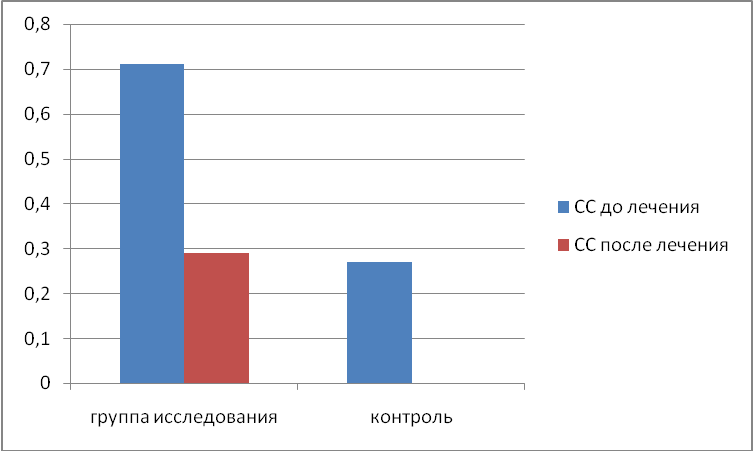 0,8
0,7
0,6
0,5
0,4
0,3
0,2
0,1
0
группа исследования
контроль
СС до лечения
СС после лечения